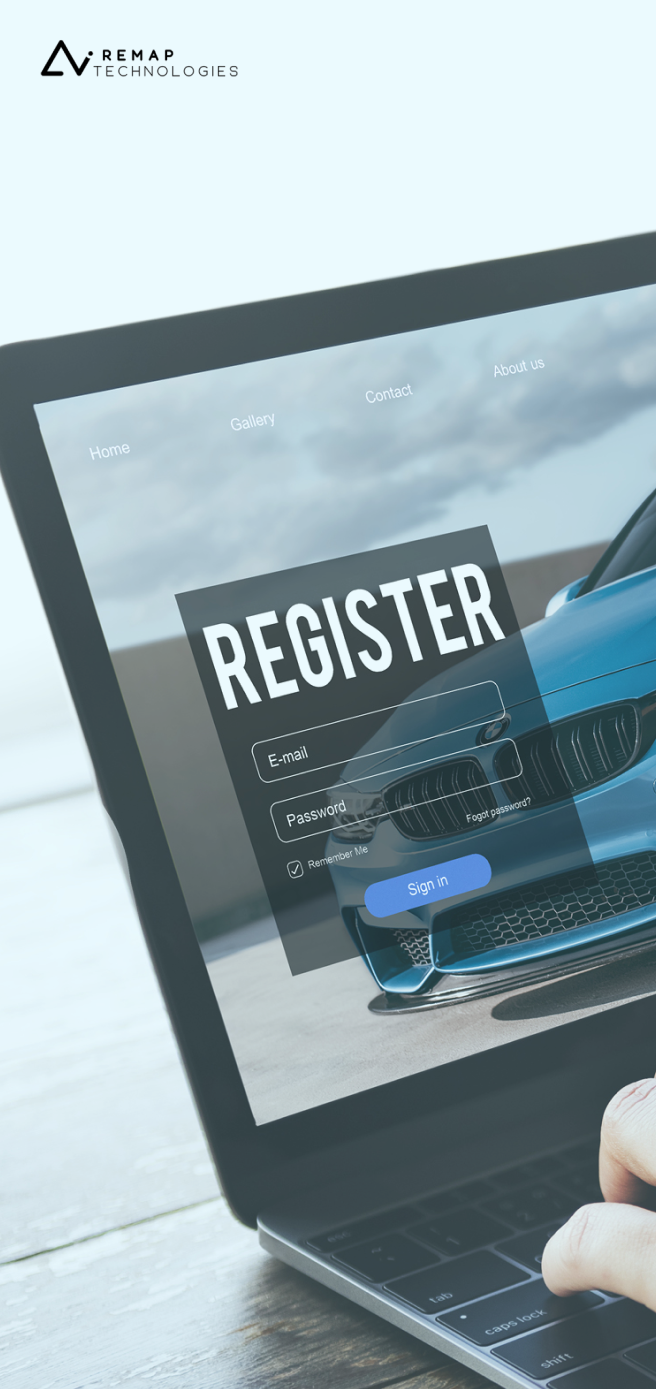 REMAP
TECHNOLOGIES
Home
Gallery
Contact
About us
REGISTER
E-mail
Password
Fogot password?
Remember Me
Sign in
esc
tab
caps lock
shift